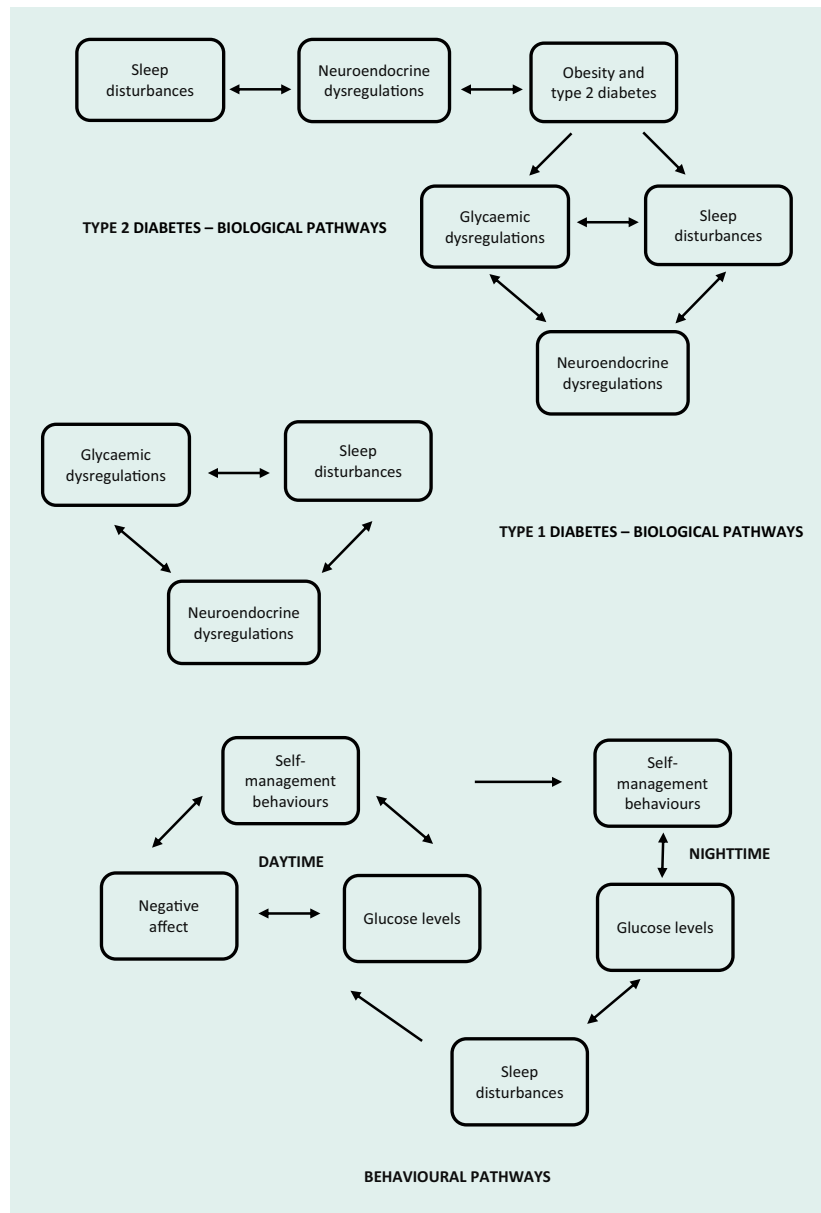 Sleep
disturbances
Neuroendocrine
dysregulations
Obesity and
type 2 diabetes
TYPE 2 DIABETES – BIOLOGICAL PATHWAYS
Glycaemic
dysregulations
Sleep
disturbances
Neuroendocrine
dysregulations
Glycaemic
dysregulations
Sleep
disturbances
TYPE 1 DIABETES – BIOLOGICAL PATHWAYS
Neuroendocrine
dysregulations
Self-
management
behaviours
Self-
management
behaviours
DAYTIME
NIGHTTIME
Negative
affect
Glucose levels
Glucose levels
Sleep
disturbances
BEHAVIOURAL PATHWAYS